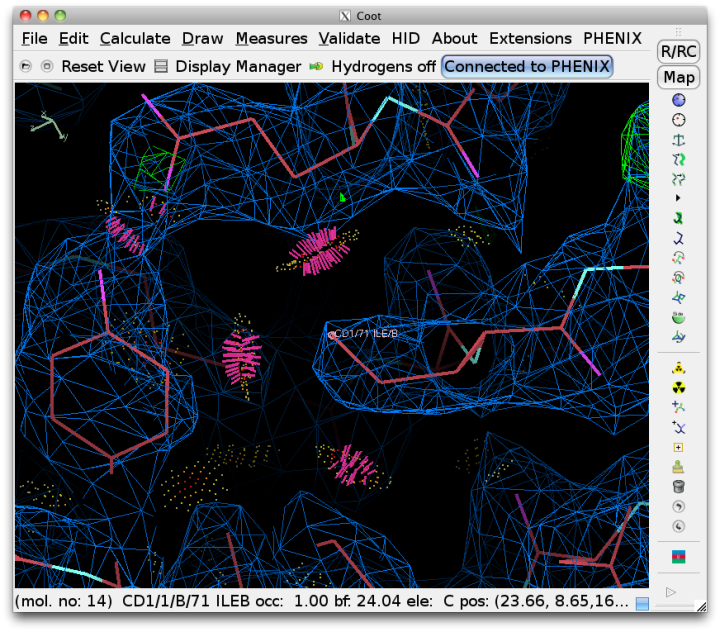 Coot
File Edit Calculate Draw Measures Validate HID About Extensions PHENIX
R/RC
Reset View Display Manager Hydrogens off Connected to PHENIX
Map
CD1/71 ILE/B
(mol. no: 14) CD1/1/B/71 ILEB occ: 1.00 bf: 24.04 ele: C pos: (23.66, 8.65,16...